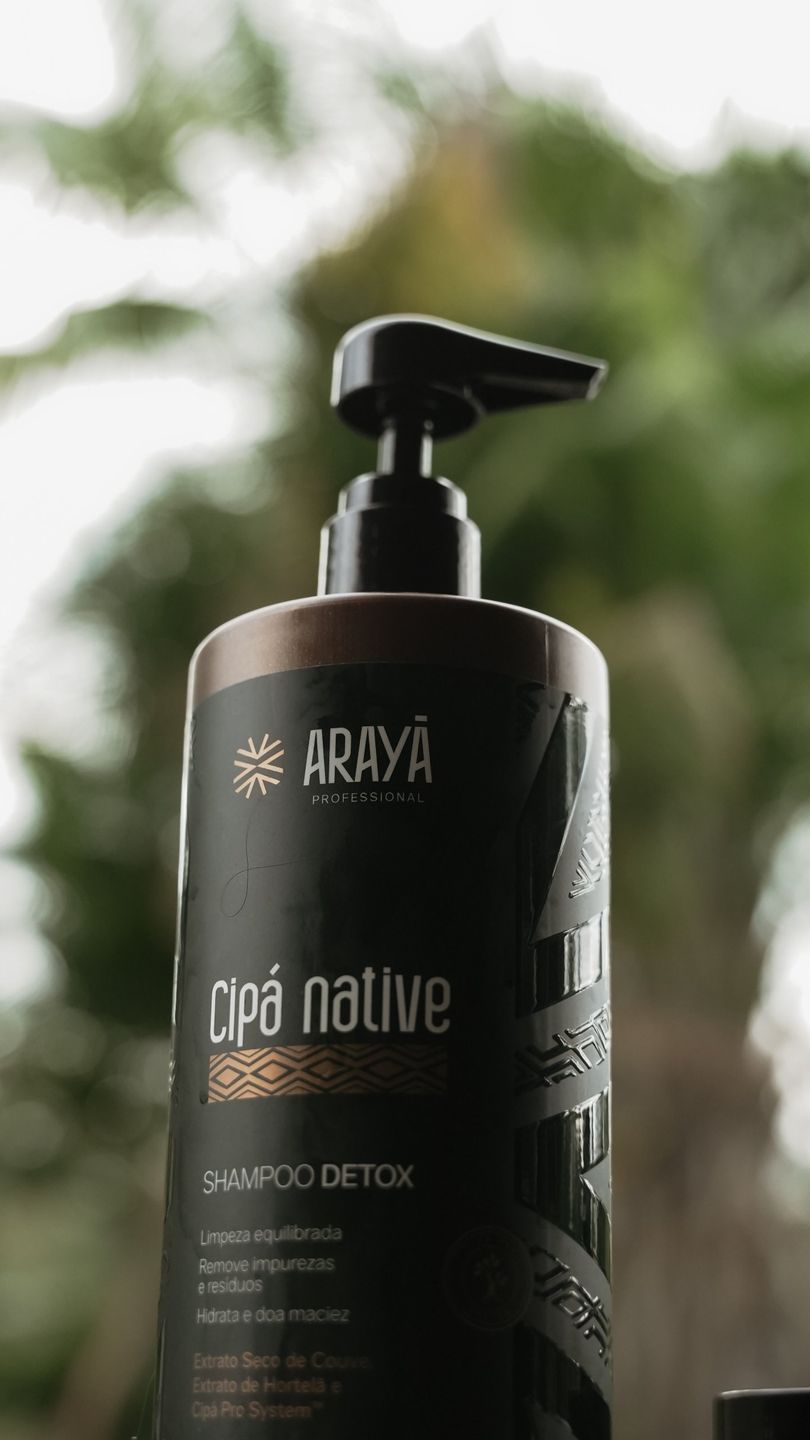 ARAYĀ
PROFESSIONAL
Cipá native
SHAMPOO DETOX
Limpeza equilibrada
Remove impurezas
e resíduos
Hidrata e doa maciez
Extrato Seco de Couve,
Extrato de Hortelã e
Cipá Pro System™